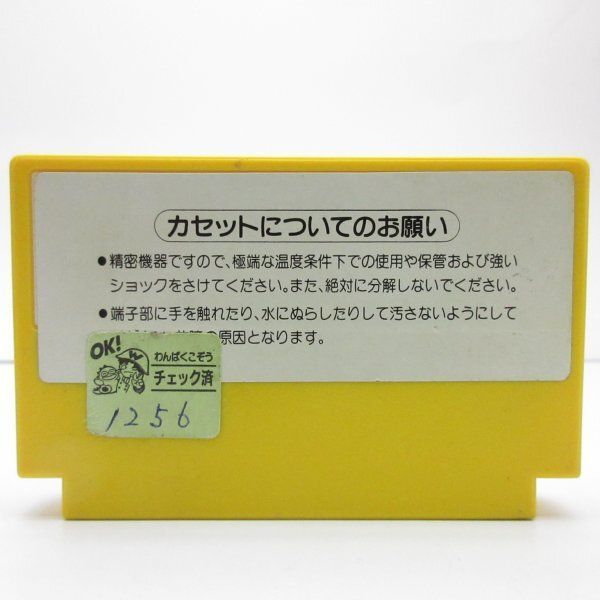 カセットについてのお願い
●精密機器ですので、極端な温度条件下での使用や保管および強い
ショックをさけてください。また、絶対に分解しないでください。
●端子部に手を触れたり、水にぬらしたりして汚さないようにして
の原因となります。
OK!
W
わんぱくこぞう
チェック済
1256